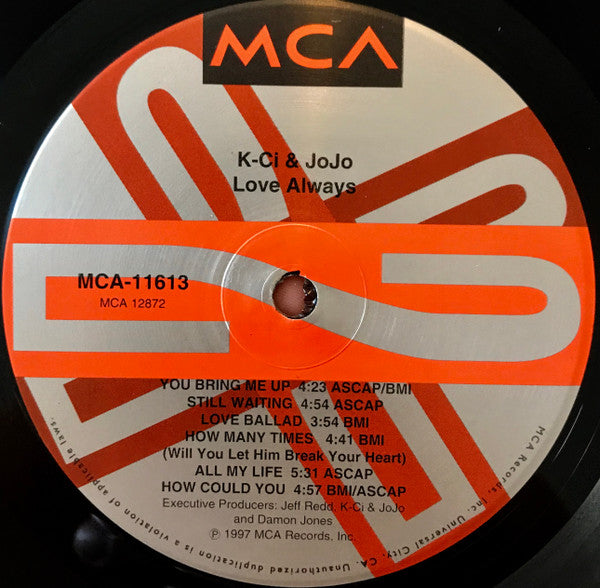 MCA
K-Ci & JoJo
Love Always
MCA-11613
MCA 12872
YOU BRING ME UP 4:23 ASCAP/BMI
STILL WAITING 4:54 ASCAP
LOVE BALLAD 3:54 BMI
HOW MANY TIMES 4:41 BMI
(Will You Let Him Break Your Heart)
ALL MY LIFE 5:31 ASCAP
HOW COULD YOU 4:57 BMI/ASCAP
Executive Producers: Jeff Redd, K-Ci & JoJo
and Damon Jones
℗ 1997 MCA Records, Inc.
MCA Records, Inc. Universal City, CA. Unauthorized duplication is a violation of applicable laws.